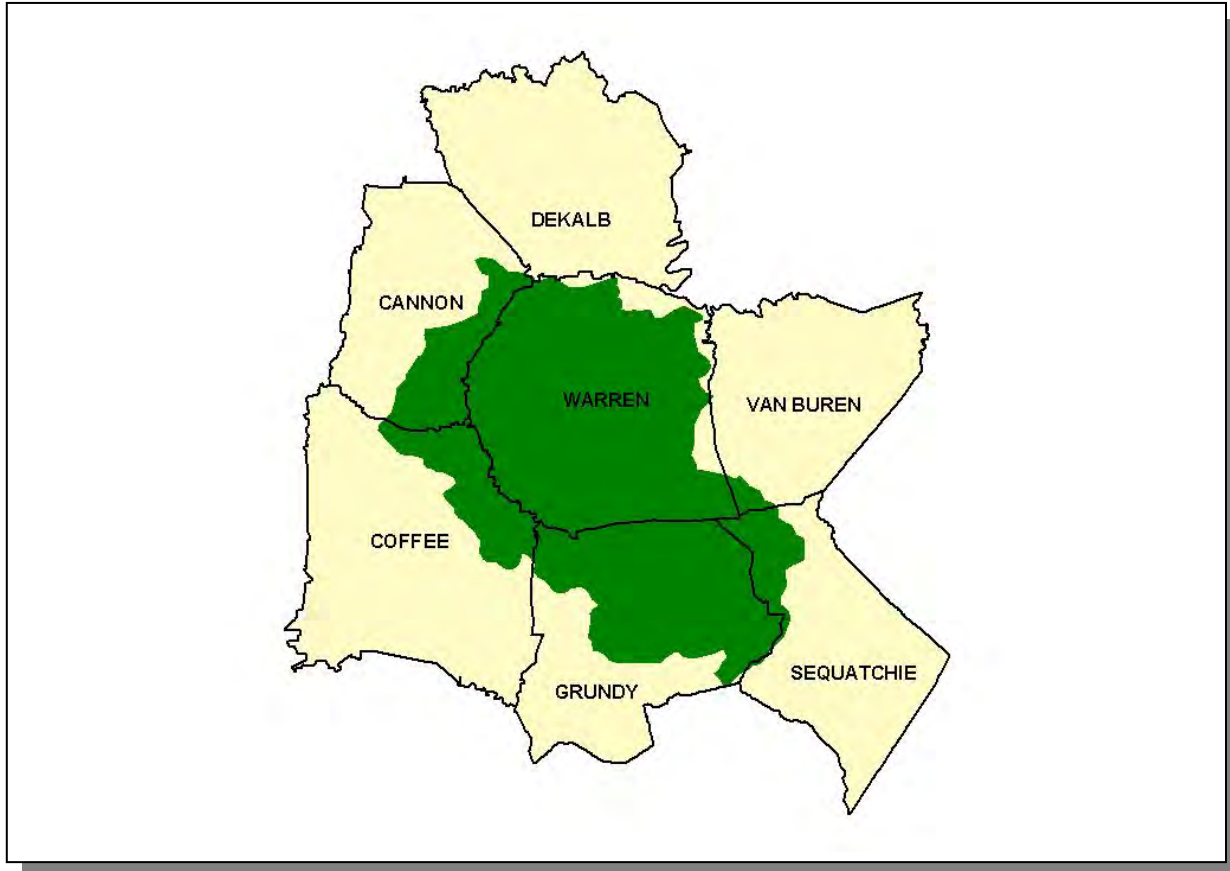 DEKALB
CANNON
WARREN
VAN BUREN
COFFEE
SEQUATCHIE
GRUNDY